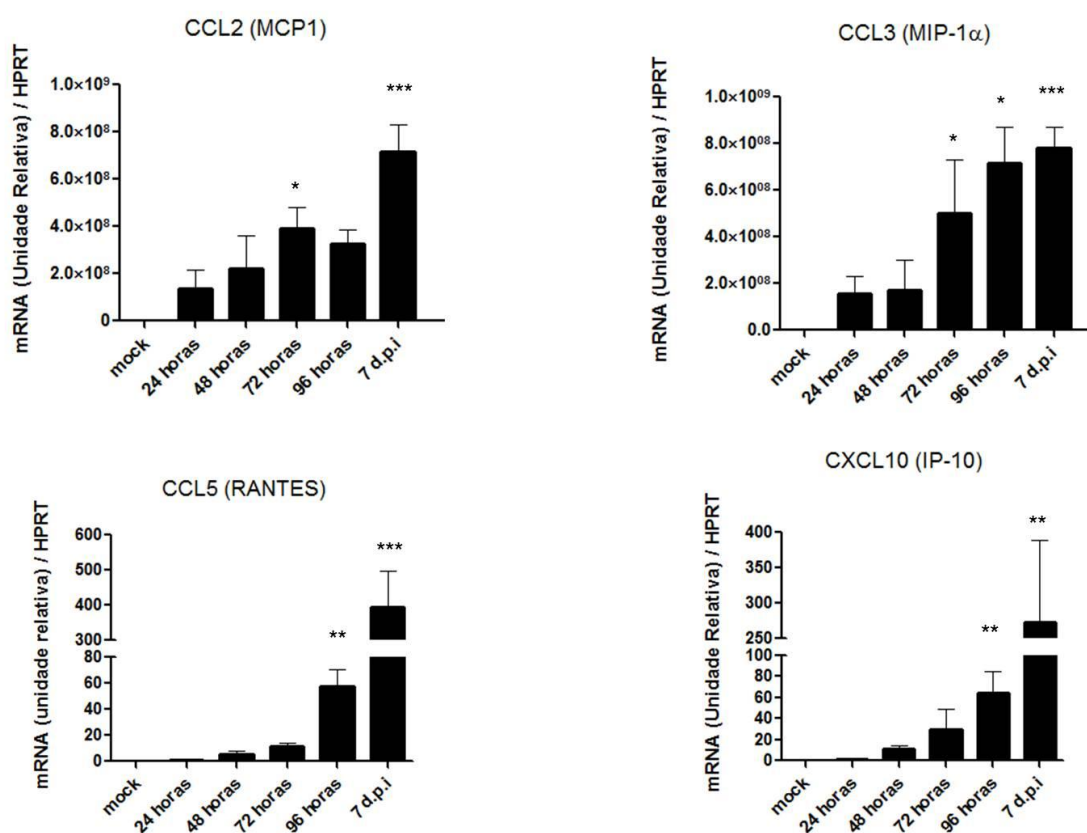 CCL2 (MCP1)
mRNA (Unidade Relativa) / HPRT
1.0×10⁹
8.0×10⁸
6.0×10⁸
4.0×10⁸
2.0×10⁸
0
*
***
mock
24 horas
48 horas
72 horas
96 horas
7 d.p.i
CCL3 (MIP-1α)
mRNA (Unidade Relativa) / HPRT
1.0×10⁰⁹
8.0×10⁰⁸
6.0×10⁰⁸
4.0×10⁰⁸
2.0×10⁰⁸
0.0
*
*
***
mock
24 horas
48 horas
72 horas
96 horas
7 d.p.i
CCL5 (RANTES)
mRNA (unidade relativa) / HPRT
600
500
400
300
80
60
40
20
0
**
***
mock
24 horas
48 horas
72 horas
96 horas
7 d.p.i
CXCL10 (IP-10)
mRNA (Unidade Relativa) / HPRT
400
350
300
250
100
80
60
40
20
0
**
**
mock
24 horas
48 horas
72 horas
96 horas
7 d.p.i